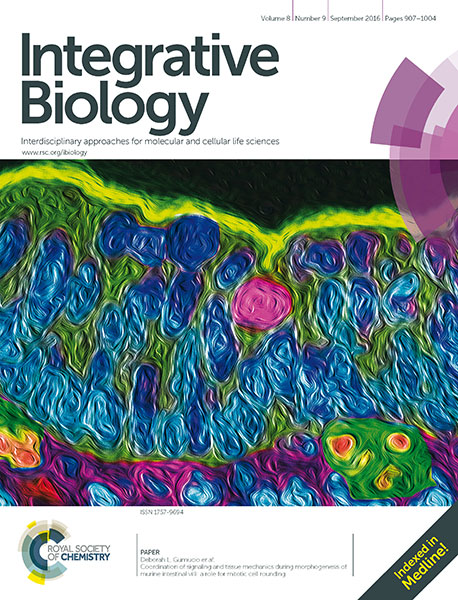 Volume 8 | Number 9 | September 2016 | Pages 907–1004
Integrative
Biology
Interdisciplinary approaches for molecular and cellular life sciences
www.rsc.org/ibiology
ISSN 1757-9694
ROYAL SOCIETY
OF CHEMISTRY
PAPER
Deborah L. Gumucio et al.
Coordination of signaling and tissue mechanics during morphogenesis of
murine intestinal villi: a role for mitotic cell rounding
Indexed in
Medline!